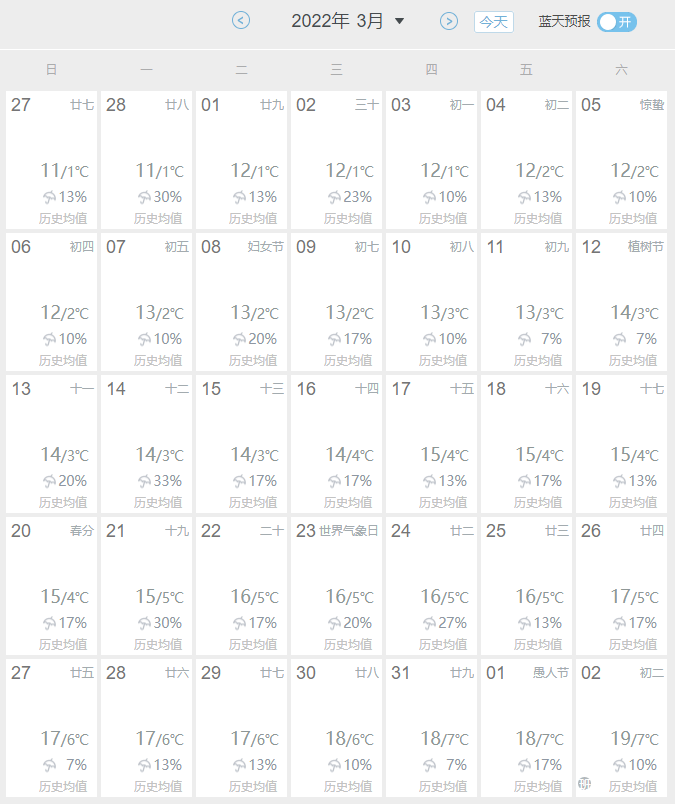 2022年 3月 今天 蓝天预报 开
日 一 二 三 四 五 六
27 廿七 28 廿八 01 廿九 02 三十 03 初一 04 初二 05 惊蛰
11/1℃ 11/1℃ 12/1℃ 12/1℃ 12/1℃ 12/2℃ 12/2℃
13% 30% 13% 23% 10% 13% 10%
历史均值 历史均值 历史均值 历史均值 历史均值 历史均值 历史均值
06 初四 07 初五 08 妇女节 09 初七 10 初八 11 初九 12 植树节
12/2℃ 13/2℃ 13/2℃ 13/2℃ 13/3℃ 13/3℃ 14/3℃
10% 10% 20% 17% 10% 7% 7%
历史均值 历史均值 历史均值 历史均值 历史均值 历史均值 历史均值
13 十一 14 十二 15 十三 16 十四 17 十五 18 十六 19 十七
14/3℃ 14/3℃ 14/3℃ 14/4℃ 15/4℃ 15/4℃ 15/4℃
20% 33% 17% 17% 13% 17% 13%
历史均值 历史均值 历史均值 历史均值 历史均值 历史均值 历史均值
20 春分 21 十九 22 二十 23 世界气象日 24 廿二 25 廿三 26 廿四
15/4℃ 15/5℃ 16/5℃ 16/5℃ 16/5℃ 16/5℃ 17/5℃
17% 30% 17% 20% 27% 13% 17%
历史均值 历史均值 历史均值 历史均值 历史均值 历史均值 历史均值
27 廿五 28 廿六 29 廿七 30 廿八 31 廿九 01 愚人节 02 初二
17/6℃ 17/6℃ 17/6℃ 18/6℃ 18/7℃ 18/7℃ 19/7℃
7% 13% 13% 10% 7% 17% 10%
历史均值 历史均值 历史均值 历史均值 历史均值 历史均值 历史均值